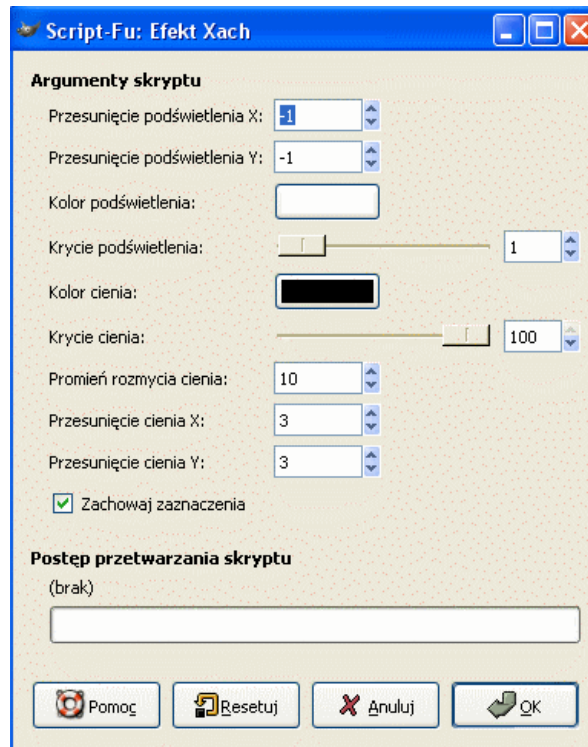 Script-Fu: Efekt Xach
Argumenty skryptu
Przesunięcie podświetlenia X: -1
Przesunięcie podświetlenia Y: -1
Kolor podświetlenia:
Krycie podświetlenia: 1
Kolor cienia:
Krycie cienia: 100
Promień rozmycia cienia: 10
Przesunięcie cienia X: 3
Przesunięcie cienia Y: 3
Zachowaj zaznaczenia
Postęp przetwarzania skryptu
(brak)
Pomoc Resetuj Anuluj OK